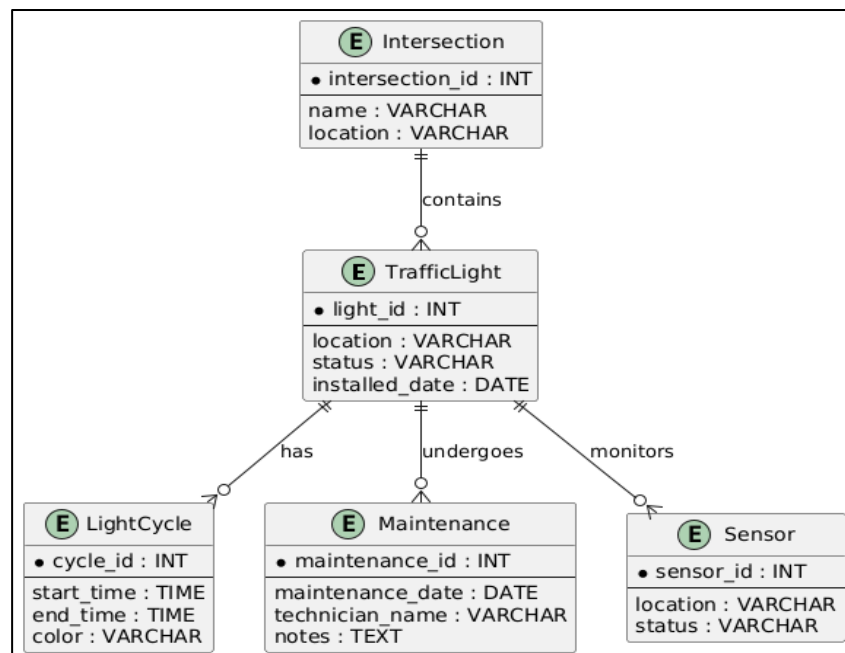 E Intersection
intersection_id : INT
name : VARCHAR
location : VARCHAR
contains
E TrafficLight
light_id : INT
location : VARCHAR
status : VARCHAR
installed_date : DATE
has
undergoes
monitors
E LightCycle
cycle_id : INT
start_time : TIME
end_time : TIME
color : VARCHAR
E Maintenance
maintenance_id : INT
maintenance_date : DATE
technician_name : VARCHAR
notes : TEXT
E Sensor
sensor_id : INT
location : VARCHAR
status : VARCHAR